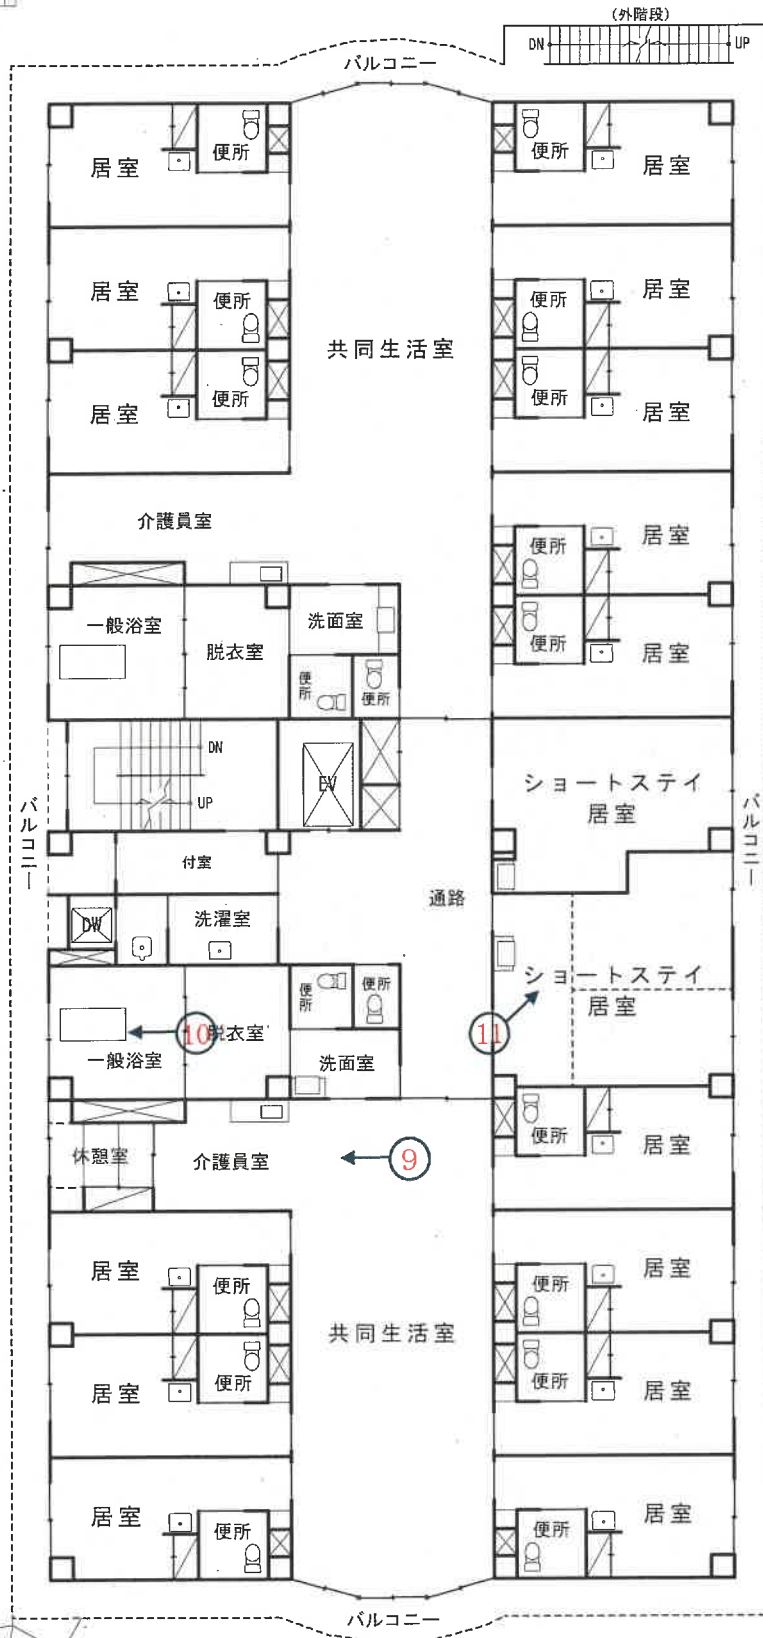 (外階段)
DN
UP
バルコニー
居室
便所
便所
居室
居室
便所
便所
居室
共同生活室
居室
便所
便所
居室
介護員室
便所
居室
一般浴室
脱衣室
洗面室
便所
居室
便所
便所
DN
UP
EV
ショートステイ
居室
バルコニー
バルコニー
付室
通路
DW
洗濯室
便所
便所
ショートステイ
居室
10
脱衣室
11
一般浴室
洗面室
休憩室
介護員室
9
便所
居室
居室
便所
便所
居室
共同生活室
居室
便所
便所
居室
居室
便所
便所
居室
バルコニー